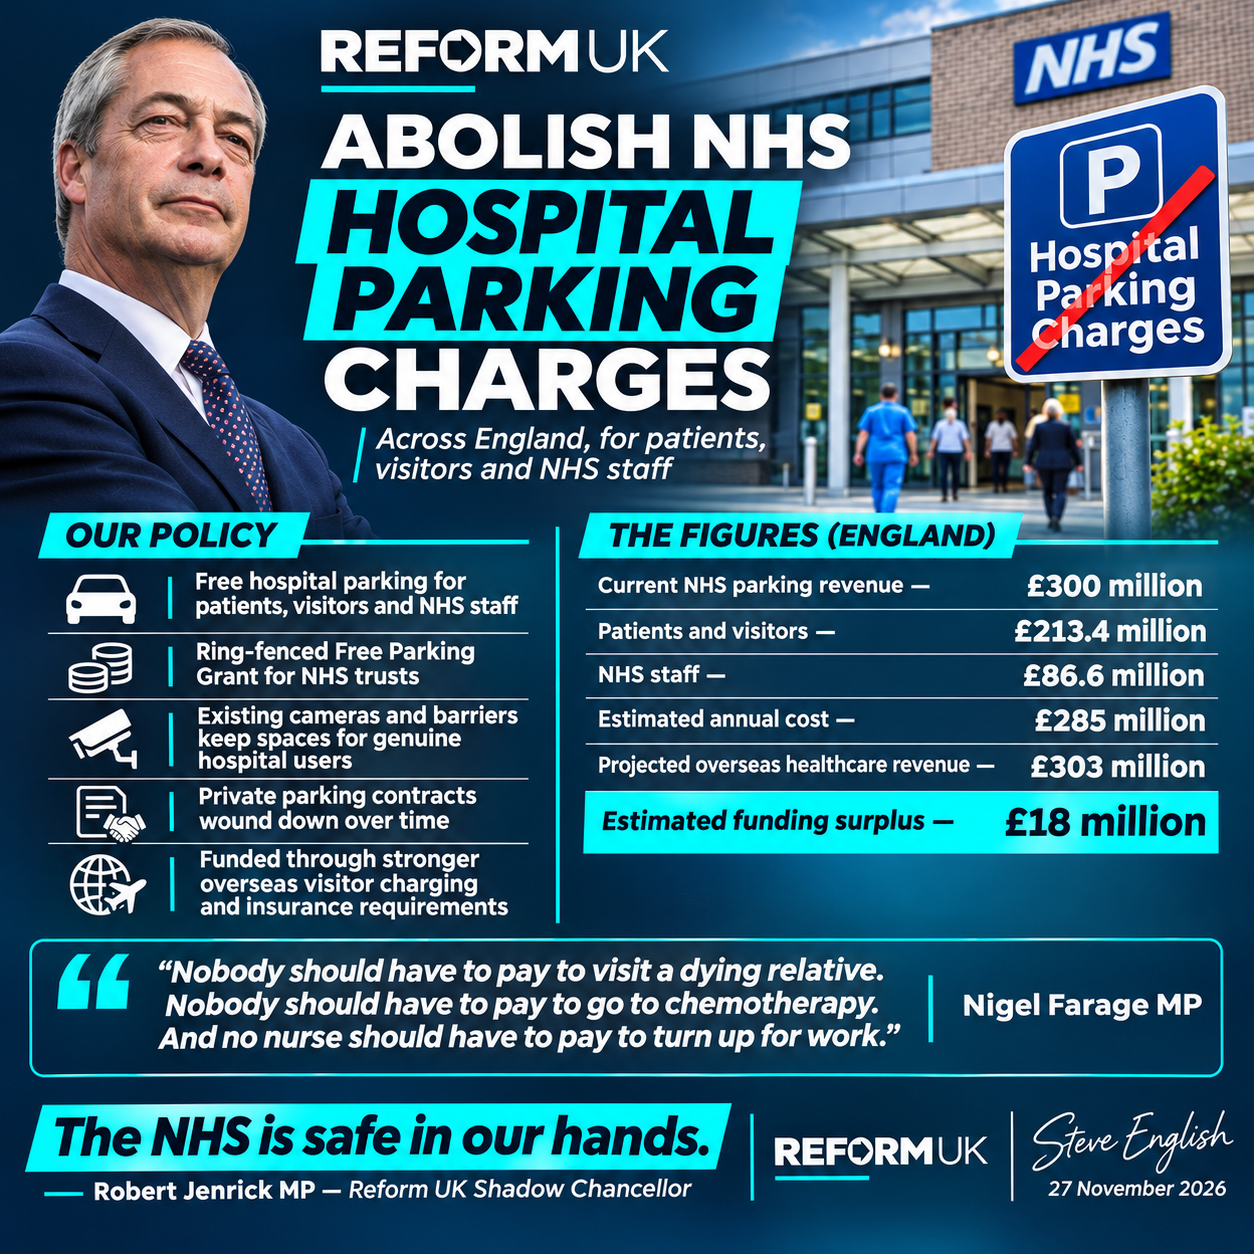 REFORM UK
ABOLISH NHS
HOSPITAL
PARKING
CHARGES
Across England, for patients,
visitors and NHS staff
NHS
P
Hospital
Parking
Charges
OUR POLICY
Free hospital parking for
patients, visitors and NHS staff
Ring-fenced Free Parking
Grant for NHS trusts
Existing cameras and barriers
keep spaces for genuine
hospital users
Private parking contracts
wound down over time
Funded through stronger
overseas visitor charging
and insurance requirements
THE FIGURES (ENGLAND)
Current NHS parking revenue — £300 million
Patients and visitors — £213.4 million
NHS staff — £86.6 million
Estimated annual cost — £285 million
Projected overseas healthcare revenue — £303 million
Estimated funding surplus — £18 million
“Nobody should have to pay to visit a dying relative.
Nobody should have to pay to go to chemotherapy.
And no nurse should have to pay to turn up for work.”
Nigel Farage MP
The NHS is safe in our hands.
— Robert Jenrick MP — Reform UK Shadow Chancellor
REFORM UK
Steve English
27 November 2026